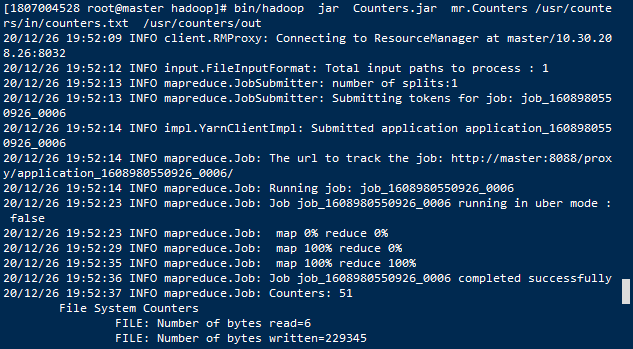 [1807004528 root@master hadoop]# bin/hadoop  jar  Counters.jar  mr.Counters /usr/counte
rs/in/counters.txt  /usr/counters/out
20/12/26 19:52:09 INFO client.RMProxy: Connecting to ResourceManager at master/10.30.20
8.26:8032
20/12/26 19:52:12 INFO input.FileInputFormat: Total input paths to process : 1
20/12/26 19:52:13 INFO mapreduce.JobSubmitter: number of splits:1
20/12/26 19:52:13 INFO mapreduce.JobSubmitter: Submitting tokens for job: job_160898055
0926_0006
20/12/26 19:52:14 INFO impl.YarnClientImpl: Submitted application application_160898055
0926_0006
20/12/26 19:52:14 INFO mapreduce.Job: The url to track the job: http://master:8088/prox
y/application_1608980550926_0006/
20/12/26 19:52:14 INFO mapreduce.Job: Running job: job_1608980550926_0006
20/12/26 19:52:23 INFO mapreduce.Job: Job job_1608980550926_0006 running in uber mode :
 false
20/12/26 19:52:23 INFO mapreduce.Job:  map 0% reduce 0%
20/12/26 19:52:29 INFO mapreduce.Job:  map 100% reduce 0%
20/12/26 19:52:35 INFO mapreduce.Job:  map 100% reduce 100%
20/12/26 19:52:36 INFO mapreduce.Job: Job job_1608980550926_0006 completed successfully
20/12/26 19:52:37 INFO mapreduce.Job: Counters: 51
        File System Counters
                FILE: Number of bytes read=6
                FILE: Number of bytes written=229345